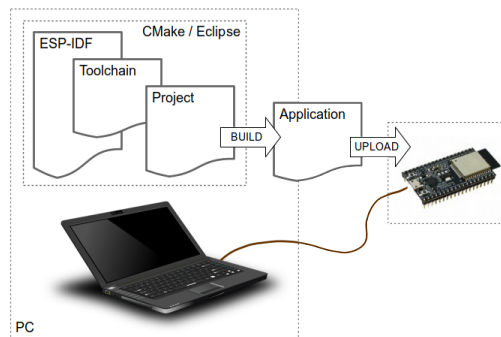 CMake / Eclipse
ESP-IDF
Toolchain
Project
BUILD
Application
UPLOAD
PC